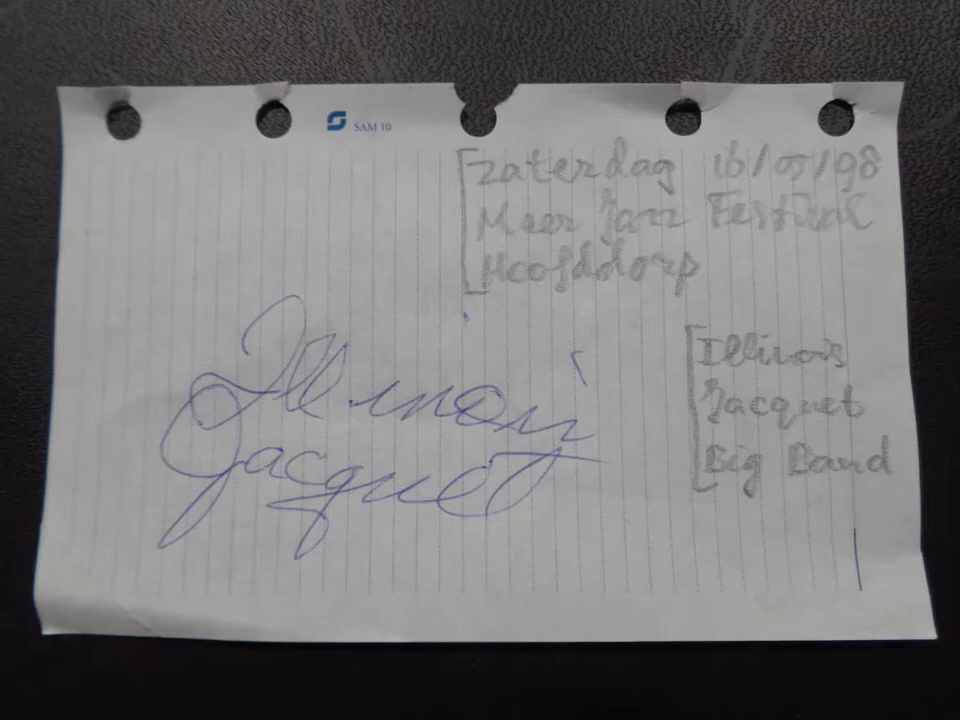 SAM 10
[Zaterdag 16/05/98
Meer Jazz Festival
Hoofddorp
Illinois
Jacquet
[Illinois
Jacquet
Big Band